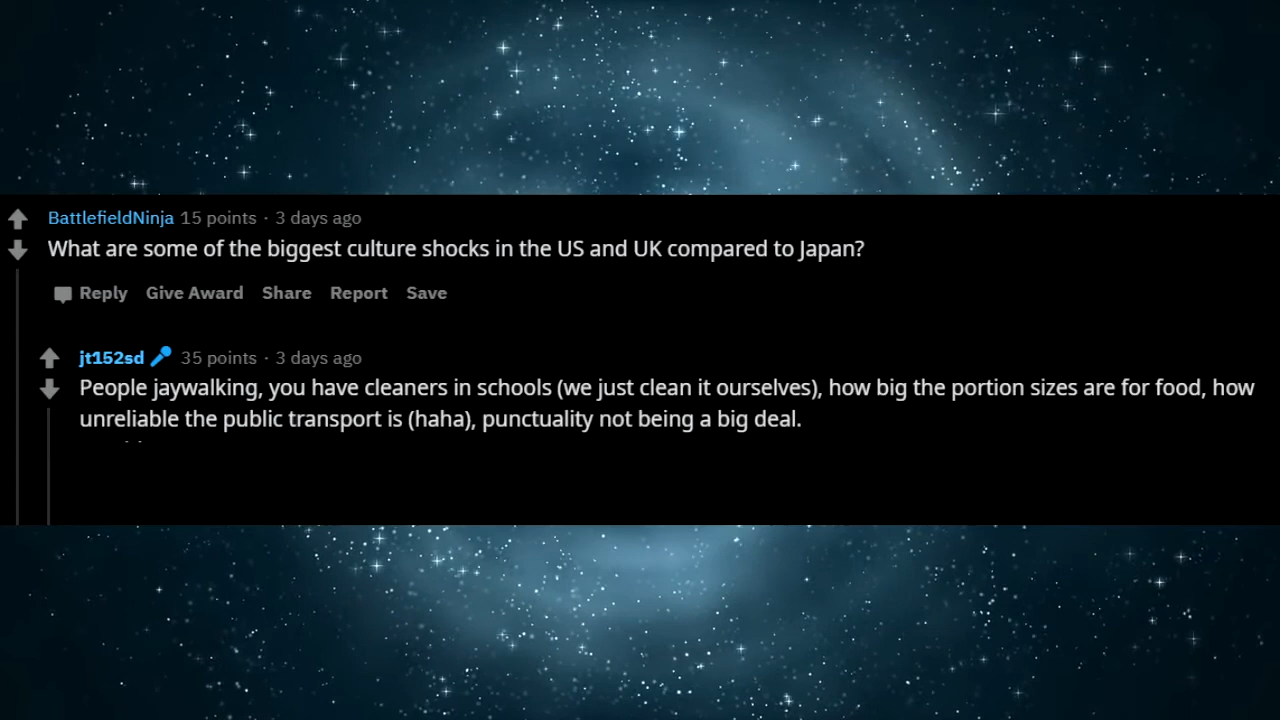 BattlefieldNinja 15 points · 3 days ago
What are some of the biggest culture shocks in the US and UK compared to Japan?
Reply Give Award Share Report Save
jt152sd 35 points · 3 days ago
People jaywalking, you have cleaners in schools (we just clean it ourselves), how big the portion sizes are for food, how
unreliable the public transport is (haha), punctuality not being a big deal.